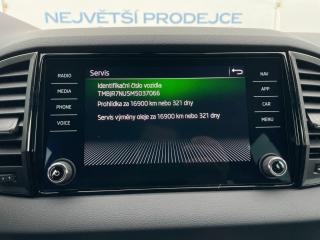 NEJVĚTŠÍ PRODEJCE
RADIO
MEDIA
PHONE
VOICE
Servis
Identifikační číslo vozidla
TMBJR7NU5M5037066
Prohlídka za 16900 km nebo 321 dny
Servis výměny oleje za 16900 km nebo 321 dny
NAV
APP
CAR
MENU